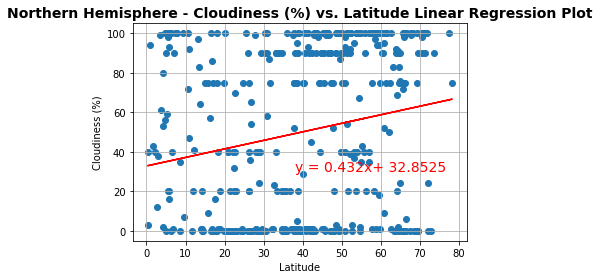 Northern Hemisphere - Cloudiness (%) vs. Latitude Linear Regression Plot
100
80
60
40
20
0
Cloudiness (%)
y = 0.432x+ 32.8525
0 10 20 30 40 50 60 70 80
Latitude